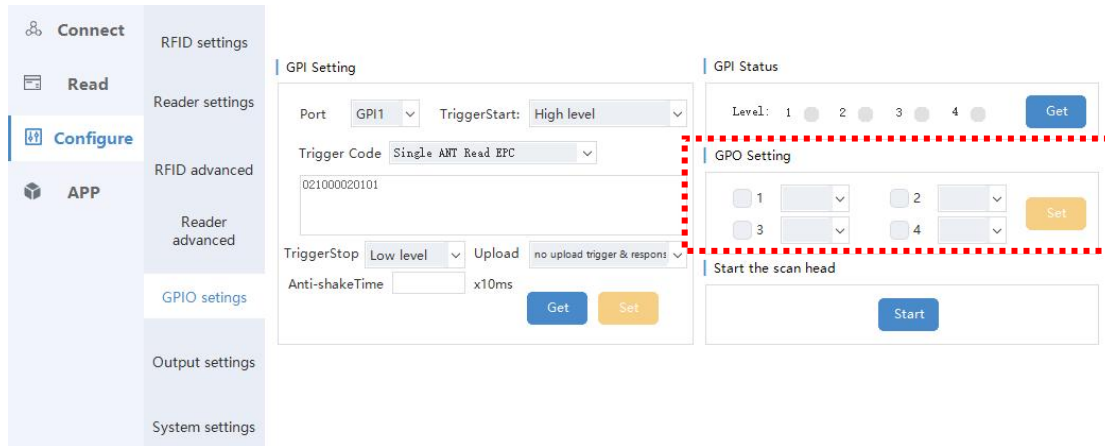 Connect
Read
Configure
APP
RFID settings
Reader settings
RFID advanced
Reader
advanced
GPIO setings
Output settings
System settings
GPI Setting
Port GPI1 TriggerStart: High level
Trigger Code Single ANT Read EPC
021000020101
TriggerStop Low level Upload no upload trigger & respons
Anti-shakeTime x10ms
Get Set
GPI Status
Level: 1 2 3 4 Get
GPO Setting
1 2
3 4
Set
Start the scan head
Start